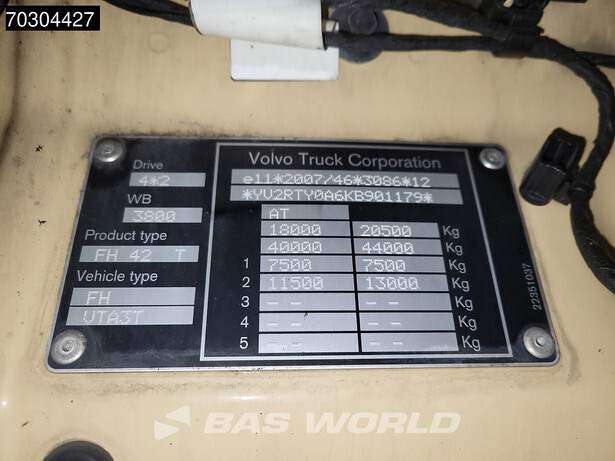 70304427
Volvo Truck Corporation
Drive
4*2
WB
3800
Product type
FH 42 T
Vehicle type
FH
VTA3T
e11*2007/46*3086*12
*YV2RTY0A6KB901179*
AT
18000 20500 Kg
40000 44000 Kg
1 7500 7500 Kg
2 11500 13000 Kg
3 -- -- Kg
4 -- -- Kg
5 -- -- Kg
22351037
BAS WORLD